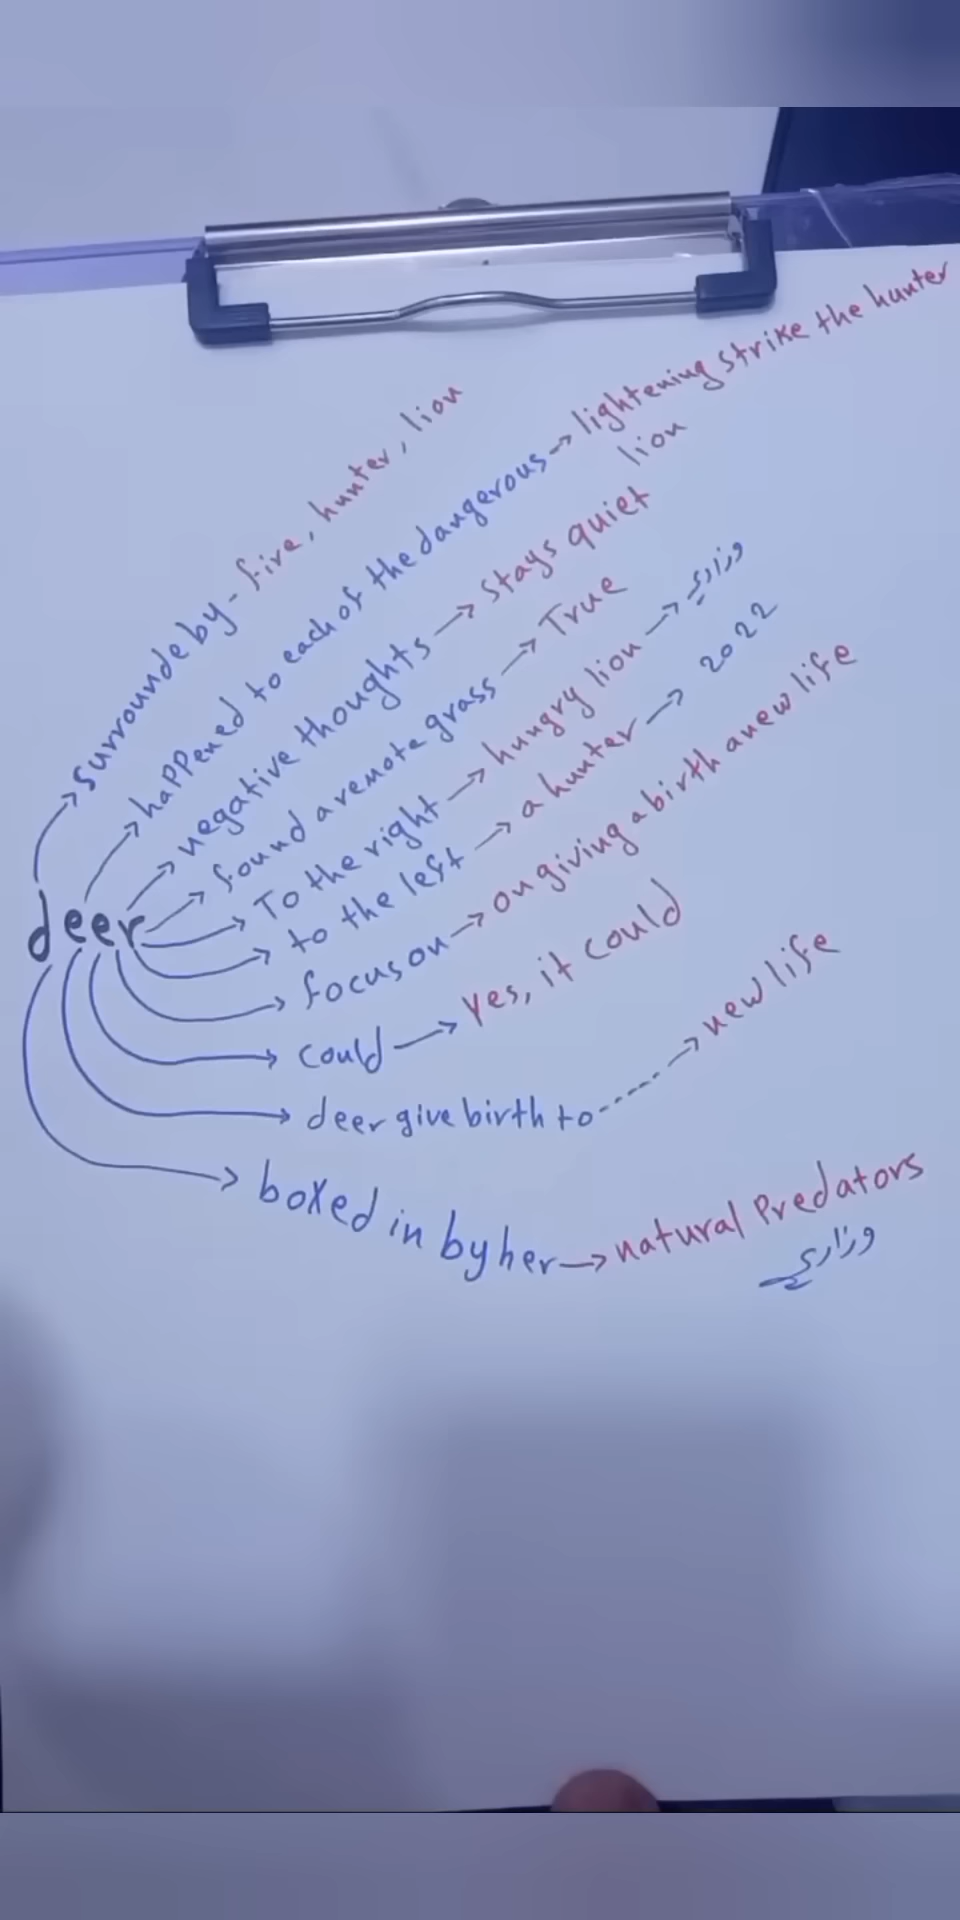 surrounde by - fire, hunter, lion
happened to each of the dangerous → lightening strike the hunter
lion
negative thoughts → stays quiet
found a remote grass → True
To the right → hungry lion → وزاري
to the left → a hunter → 2022
deer
focus on → on giving a birth a new life
could → yes, it could
deer give birth to ------→ new life
boxed in by her → natural Predators
وزاري